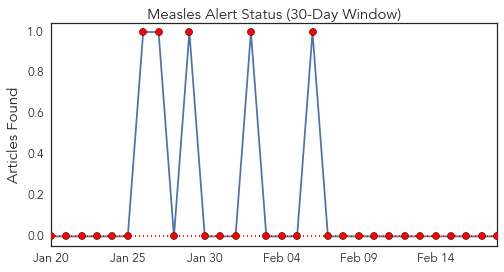 Measles Alert Status (30-Day Window)
Articles Found
1.0
0.8
0.6
0.4
0.2
0.0
Jan 20 Jan 25 Jan 30 Feb 04 Feb 09 Feb 14